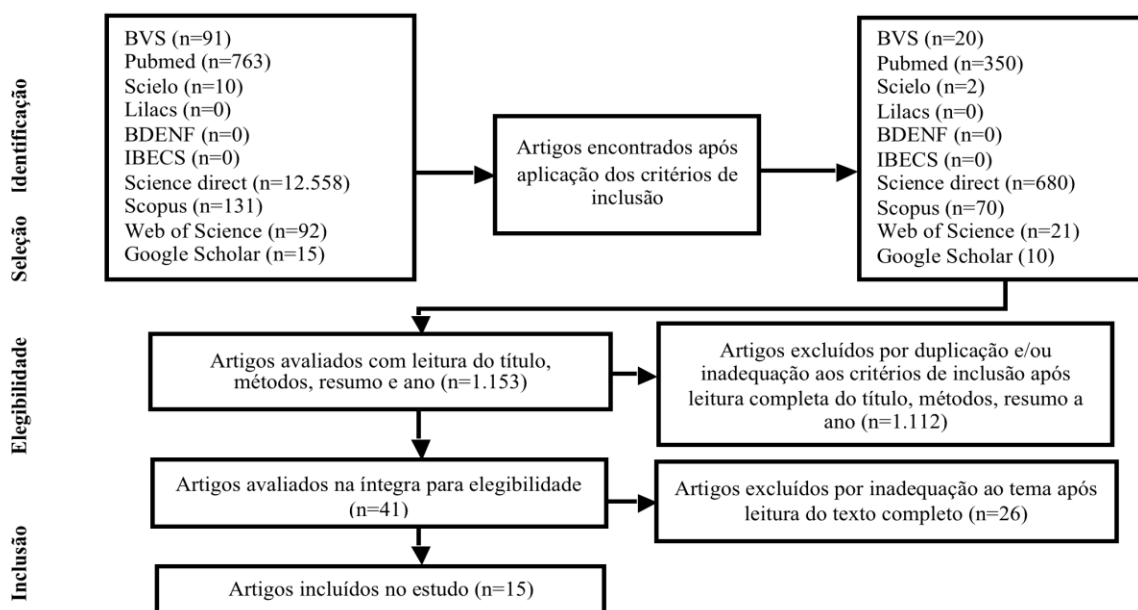 Identificação
Seleção
Elegibilidade
Inclusão
BVS (n=91)
Pubmed (n=763)
Scielo (n=10)
Lilacs (n=0)
BDENF (n=0)
IBECS (n=0)
Science direct (n=12.558)
Scopus (n=131)
Web of Science (n=92)
Google Scholar (n=15)
Artigos encontrados após
aplicação dos critérios de
inclusão
BVS (n=20)
Pubmed (n=350)
Scielo (n=2)
Lilacs (n=0)
BDENF (n=0)
IBECS (n=0)
Science direct (n=680)
Scopus (n=70)
Web of Science (n=21)
Google Scholar (10)
Artigos avaliados com leitura do título,
métodos, resumo e ano (n=1.153)
Artigos excluídos por duplicação e/ou
inadequação aos critérios de inclusão após
leitura completa do título, métodos, resumo a
ano (n=1.112)
Artigos avaliados na íntegra para elegibilidade
(n=41)
Artigos excluídos por inadequação ao tema após
leitura do texto completo (n=26)
Artigos incluídos no estudo (n=15)